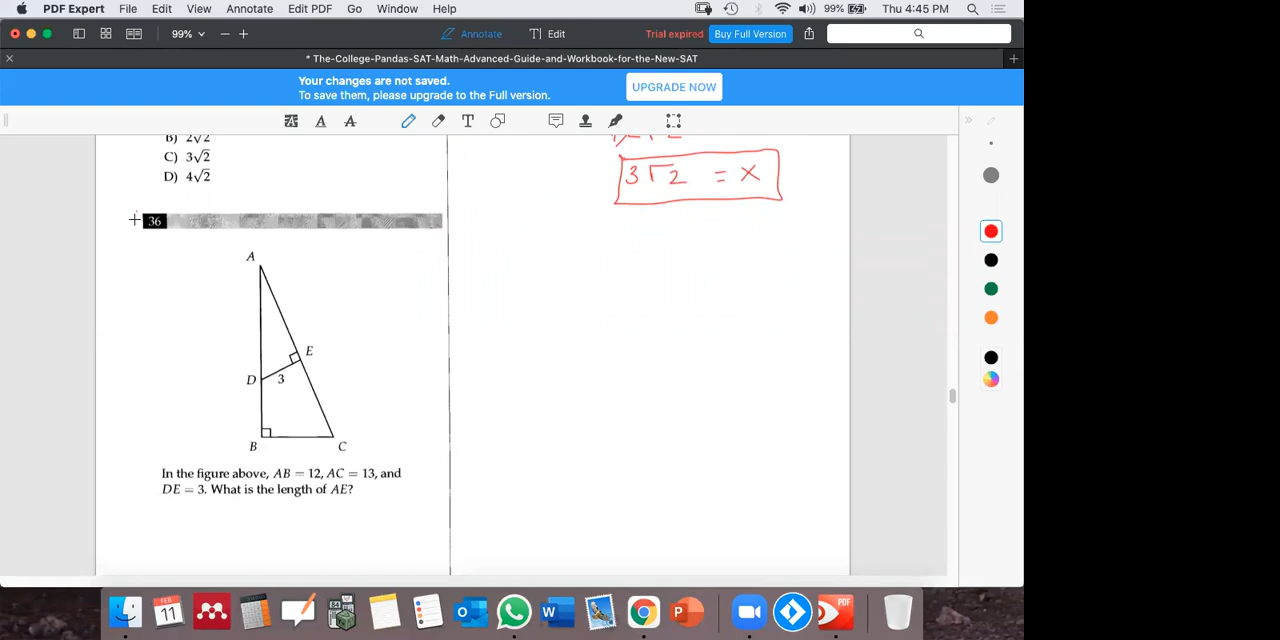 PDF Expert File Edit View Annotate Edit PDF Go Window Help 99% Thu 4:45 PM
99% Annotate Edit Trial expired Buy Full Version
* The-College-Pandas-SAT-Math-Advanced-Guide-and-Workbook-for-the-New-SAT
Your changes are not saved.
To save them, please upgrade to the Full version.
UPGRADE NOW
B) 2√2
C) 3√2
D) 4√2
3√2 = x
36
A
E
D 3
B C
In the figure above, AB = 12, AC = 13, and
DE = 3. What is the length of AE?
FEB
11
PDF